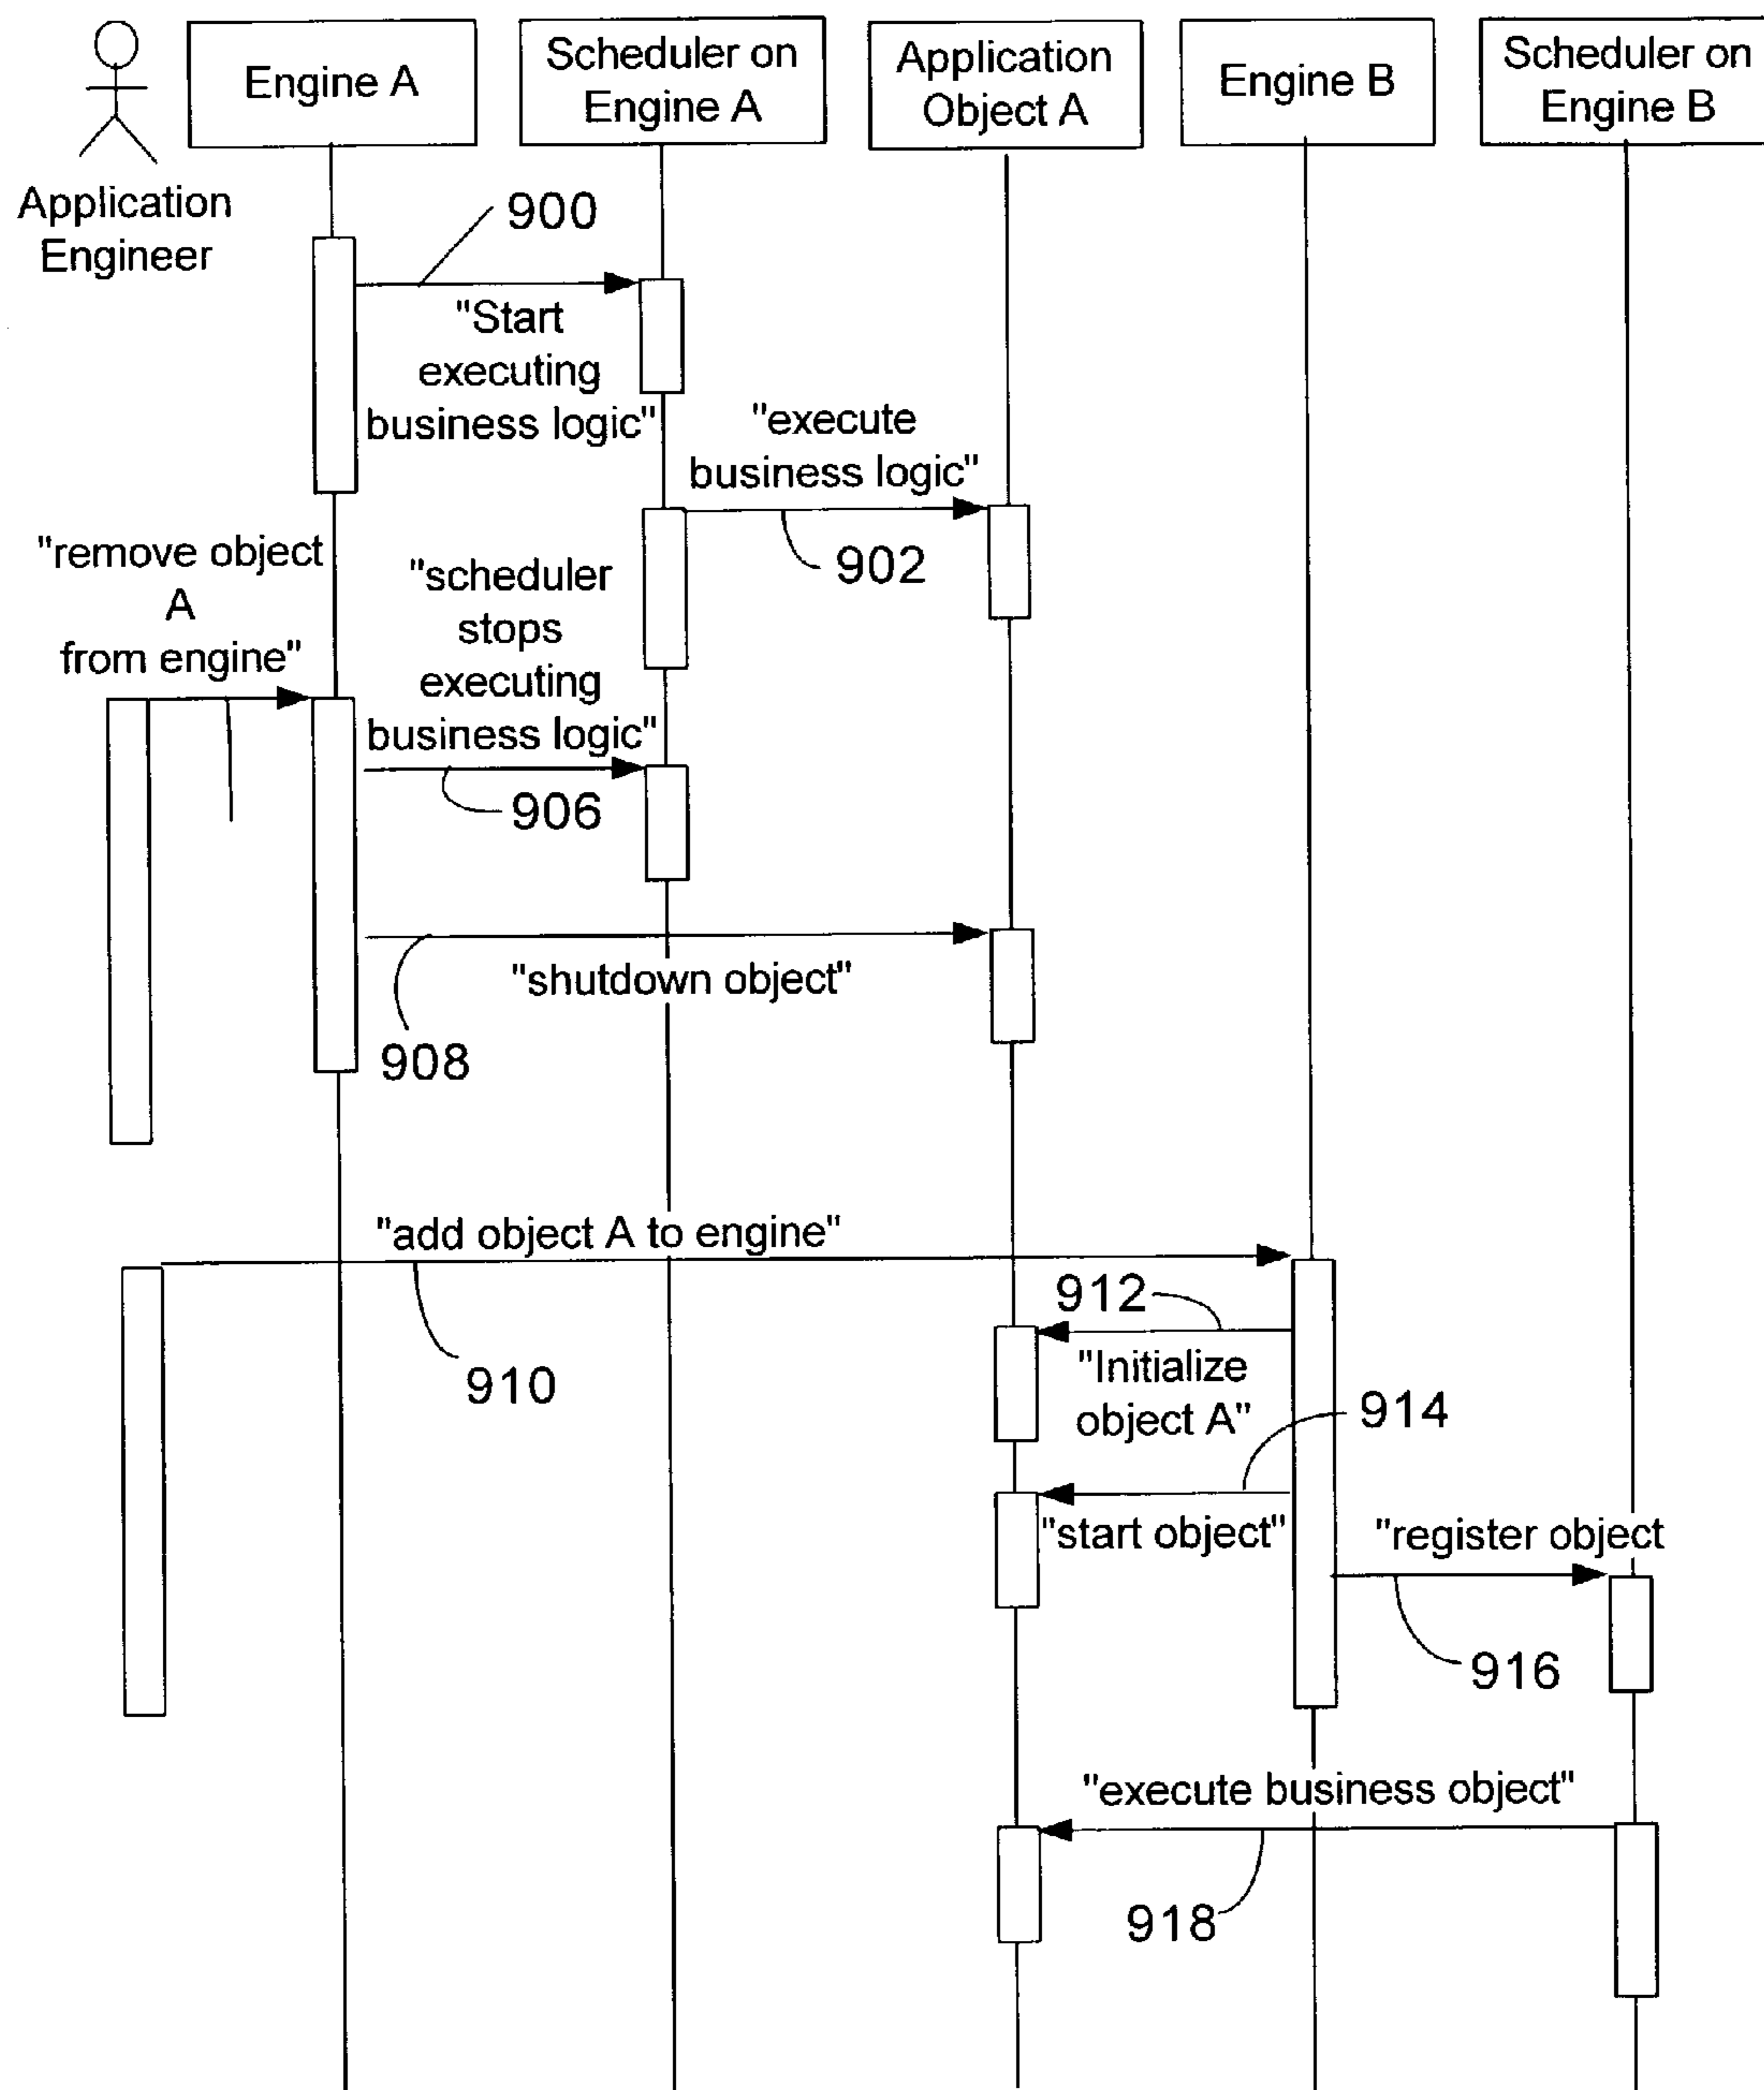 Engine A
Scheduler on
Engine A
Application
Object A
Engine B
Scheduler on
Engine B
Application
Engineer
900
"Start
executing
business logic"
"execute
business logic"
902
"remove object
A
from engine"
"scheduler
stops
executing
business logic"
906
"shutdown object"
908
"add object A to engine"
910
912
"Initialize
object A"
914
"start object"
"register object
916
"execute business object"
918